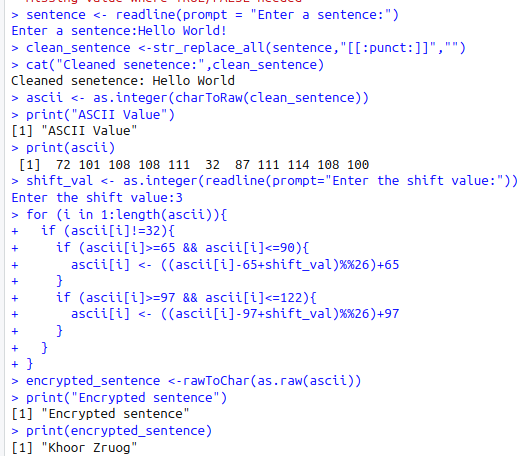 missing value where TRUE/FALSE needed
> sentence <- readline(prompt = "Enter a sentence:")
Enter a sentence:Hello World!
> clean_sentence <-str_replace_all(sentence,"[[:punct:]]","")
> cat("Cleaned senetence:",clean_sentence)
Cleaned senetence: Hello World
> ascii <- as.integer(charToRaw(clean_sentence))
> print("ASCII Value")
[1] "ASCII Value"
> print(ascii)
 [1]  72 101 108 108 111  32  87 111 114 108 100
> shift_val <- as.integer(readline(prompt="Enter the shift value:"))
Enter the shift value:3
> for (i in 1:length(ascii)){
+   if (ascii[i]!=32){
+     if (ascii[i]>=65 && ascii[i]<=90){
+       ascii[i] <- ((ascii[i]-65+shift_val)%%26)+65
+     }
+     if (ascii[i]>=97 && ascii[i]<=122){
+       ascii[i] <- ((ascii[i]-97+shift_val)%%26)+97
+     }
+   }
+ }
> encrypted_sentence <-rawToChar(as.raw(ascii))
> print("Encrypted sentence")
[1] "Encrypted sentence"
> print(encrypted_sentence)
[1] "Khoor Zruog"